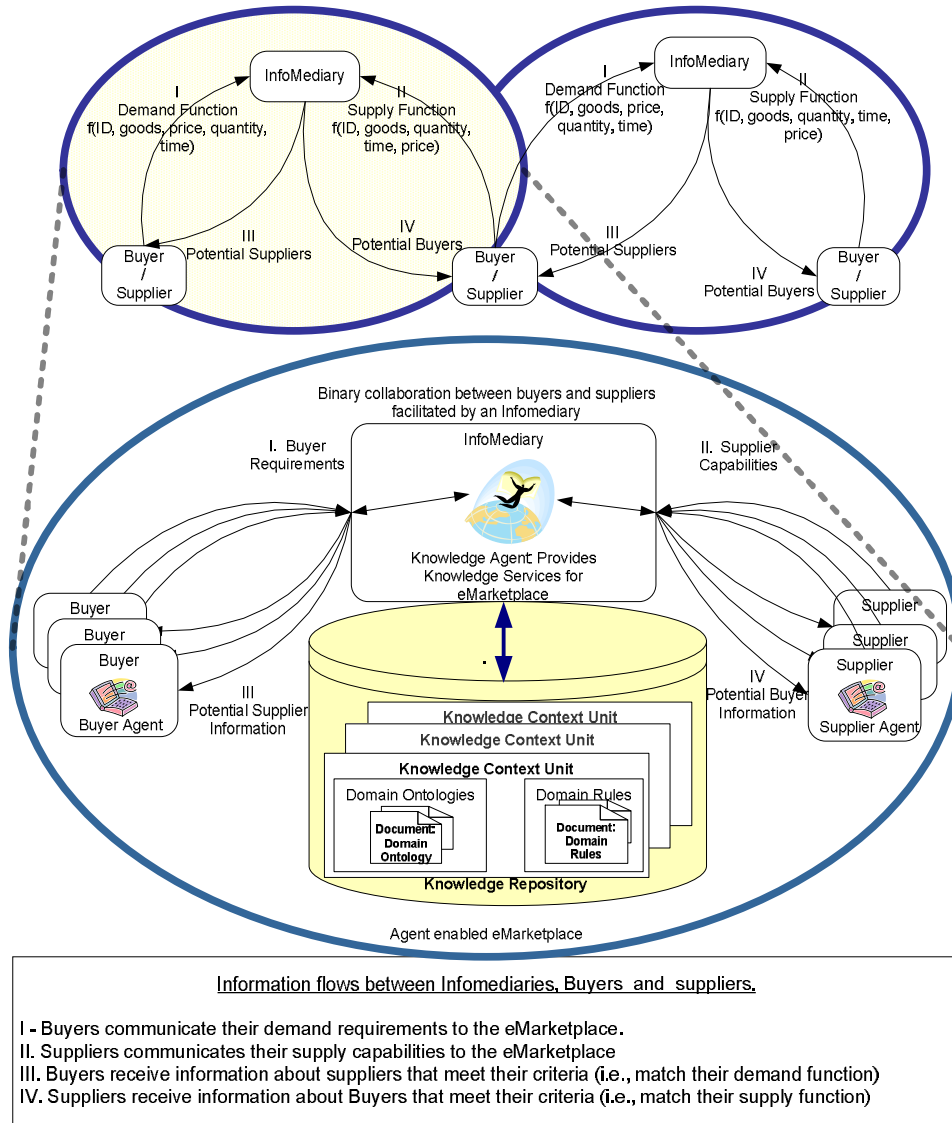 InfoMediary
I
Demand Function
f(ID, goods, price, quantity,
time)
II
Supply Function
f(ID, goods, quantity,
time, price)
III
Potential Suppliers
IV
Potential Buyers
Buyer
/
Supplier
Buyer
/
Supplier
InfoMediary
I
Demand Function
f(ID, goods, price,
quantity, time)
II
Supply Function
f(ID, goods, quantity, time,
price)
III
Potential Suppliers
IV
Potential Buyers
Buyer
/
Supplier
Binary collaboration between buyers and suppliers
facilitated by an Infomediary
InfoMediary
I. Buyer
Requirements
II. Supplier
Capabilities
Knowledge Agent Provides
Knowledge Services for
eMarketplace
Buyer
Buyer
Buyer
@
Buyer Agent
III
Potential Supplier
Information
Supplier
Supplier
Supplier
@
Supplier Agent
IV
Potential Buyer
Information
Knowledge Context Unit
Knowledge Context Unit
Knowledge Context Unit
Domain Ontologies
Document:
Domain
Ontology
Domain Rules
Document:
Domain
Rules
Knowledge Repository
Agent enabled eMarketplace
Information flows between Infomediaries, Buyers and suppliers.
I - Buyers communicate their demand requirements to the eMarketplace.
II. Suppliers communicates their supply capabilities to the eMarketplace
III. Buyers receive information about suppliers that meet their criteria (i.e., match their demand function)
IV. Suppliers receive information about Buyers that meet their criteria (i.e., match their supply function)